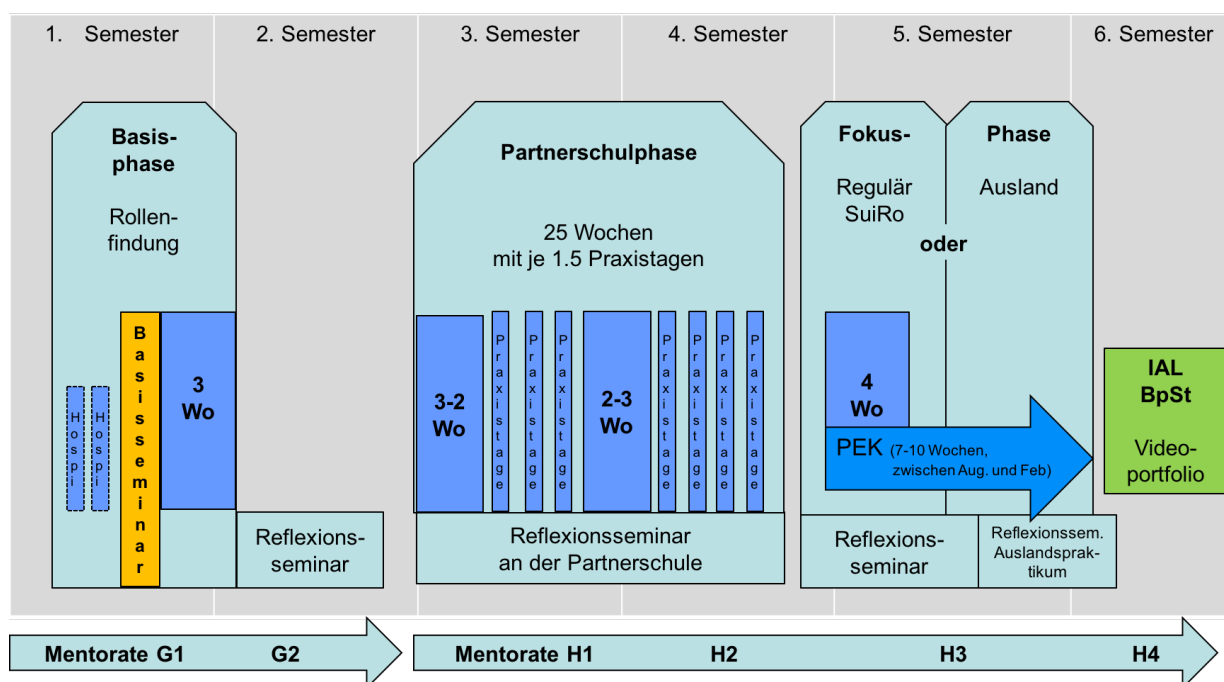 1. Semester
2. Semester
3. Semester
4. Semester
5. Semester
6. Semester
Basis-
phase
Rollen-
findung
Hospi
Hospi
Basisseminar
3
Wo
Reflexions-
seminar
Partnerschulphase
25 Wochen
mit je 1.5 Praxistagen
3-2
Wo
Praxistage
Praxistage
Praxistage
2-3
Wo
Praxistage
Praxistage
Praxistage
Praxistage
Reflexionsseminar
an der Partnerschule
Fokus-
Phase
Regulär
SuiRo
Ausland
oder
4
Wo
PEK (7-10 Wochen,
zwischen Aug. und Feb)
Reflexions-
seminar
Reflexionssem.
Auslandsprak-
tikum
IAL
BpSt
Video-
portfolio
Mentorate G1
G2
Mentorate H1
H2
H3
H4